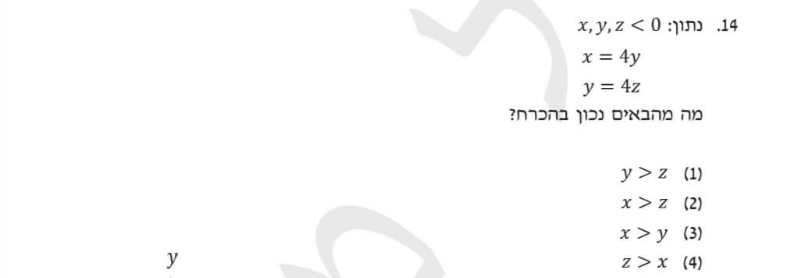 14. נתון: x, y, z < 0
x = 4y
y = 4z
מה מהבאים נכון בהכרח?
(1) y > z
(2) x > z
(3) x > y
(4) z > x
y